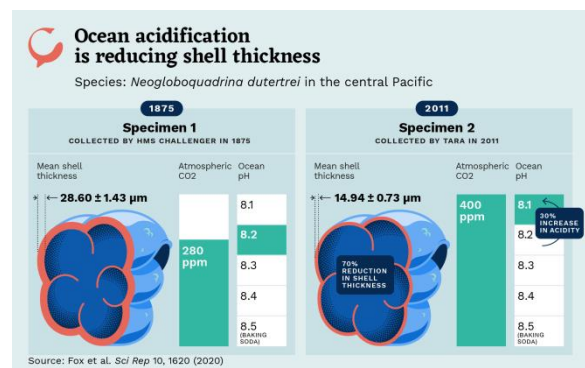 Ocean acidification
is reducing shell thickness
Species: Neogloboquadrina dutertrei in the central Pacific
1875
Specimen 1
COLLECTED BY HMS CHALLENGER IN 1875
Mean shell
thickness
Atmospheric
CO2
Ocean
pH
28.60 ± 1.43 µm
280
ppm
8.1
8.2
8.3
8.4
8.5
(BAKING
SODA)
2011
Specimen 2
COLLECTED BY TARA IN 2011
Mean shell
thickness
Atmospheric
CO2
Ocean
pH
14.94 ± 0.73 µm
70%
REDUCTION
IN SHELL
THICKNESS
400
ppm
8.1
8.2
8.3
8.4
8.5
(BAKING
SODA)
30%
INCREASE
IN ACIDITY
Source: Fox et al. Sci Rep 10, 1620 (2020)